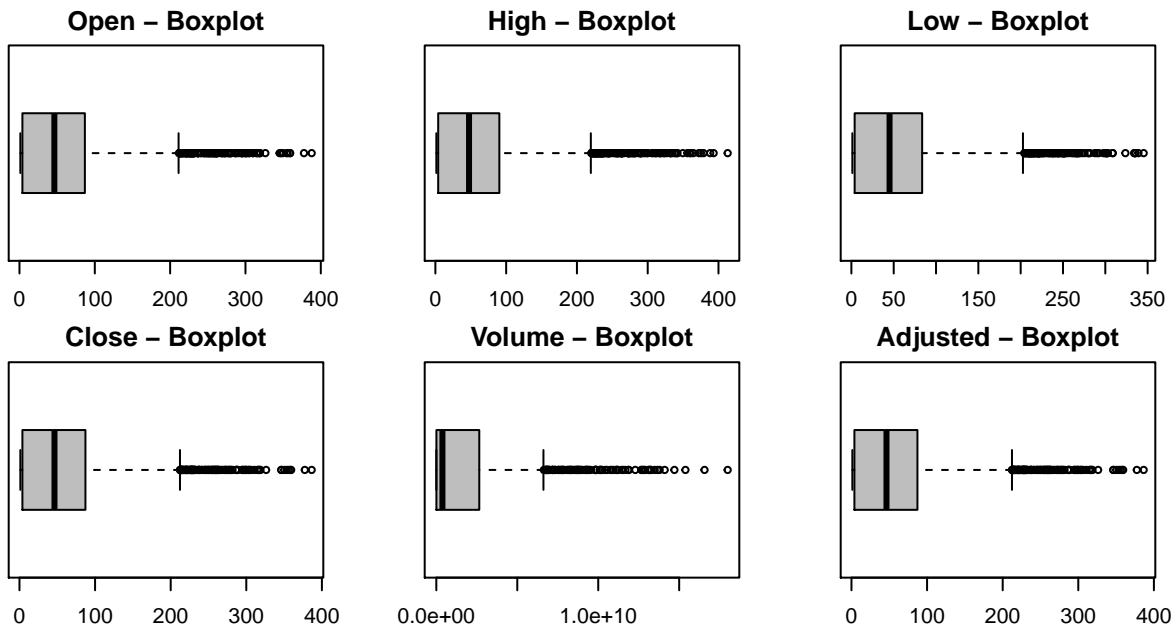 Open – Boxplot
High – Boxplot
Low – Boxplot
0 100 200 300 400
0 100 200 300 400
0 50 150 250 350
Close – Boxplot
Volume – Boxplot
Adjusted – Boxplot
0 100 200 300 400
0.0e+00 1.0e+10
0 100 200 300 400